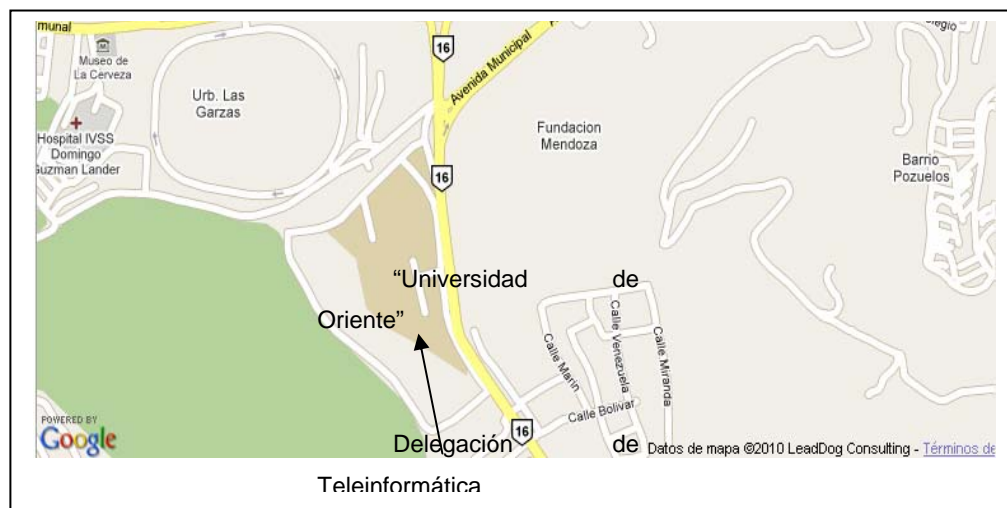 munal
Museo de
La Cerveza
16
Avenida Municipal
Urb. Las
Garzas
Hospital IVSS
Domingo
Guzman Lander
Fundacion
Mendoza
Barrio
Pozuelos
16
“Universidad de
Oriente”
Calle Marin
Calle Venezuela
Calle Miranda
Calle Bolivar
16
POWERED BY
Google
Delegación de
Datos de mapa ©2010 LeadDog Consulting - Términos de
Teleinformática